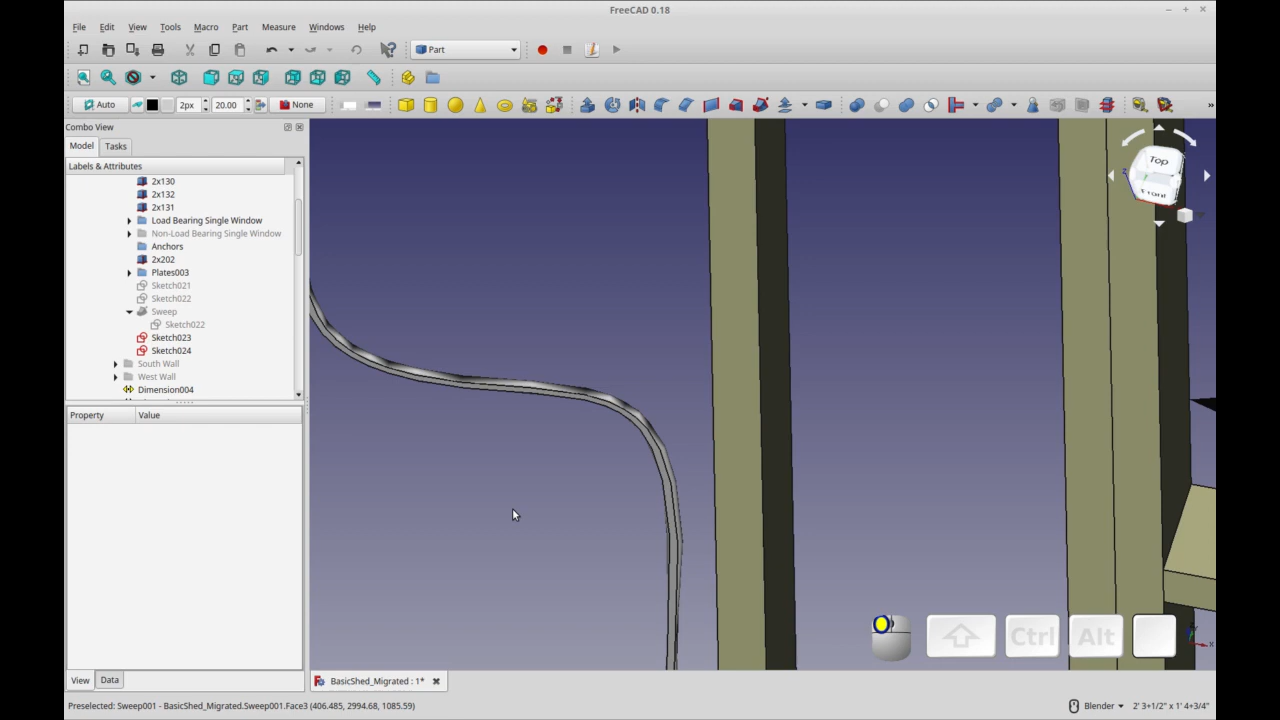 FreeCAD 0.18
File Edit View Tools Macro Part Measure Windows Help
Part
Auto 2px 20.00 None »
Combo View
Model Tasks
Labels & Attributes
2x130
2x132
2x131
Load Bearing Single Window
Non-Load Bearing Single Window
Anchors
2x202
Plates003
Sketch021
Sketch022
Sweep
Sketch022
Sketch023
Sketch024
South Wall
West Wall
Dimension004
Property Value
Top
Front
Ctrl Alt
View Data
BasicShed_Migrated : 1*
Preselected: Sweep001 - BasicShed_Migrated.Sweep001.Face3 (406.485, 2994.68, 1085.59)
Blender 2' 3+1/2" x 1' 4+3/4"